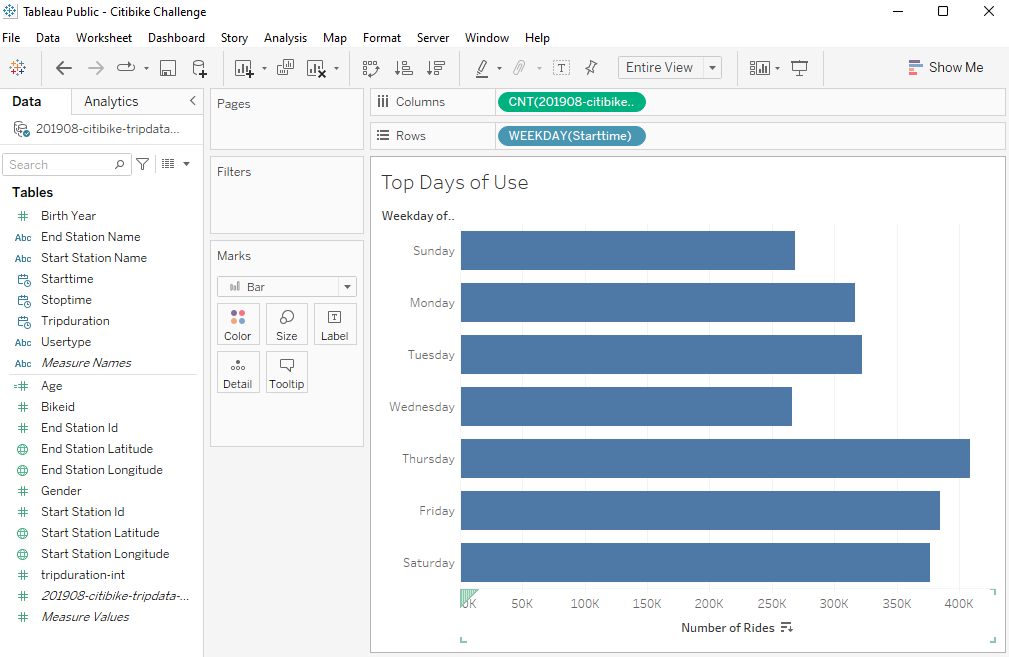 Tableau Public - Citibike Challenge
File Data Worksheet Dashboard Story Analysis Map Format Server Window Help
Entire View
Show Me
Data Analytics
201908-citibike-tripdata...
Search
Tables
# Birth Year
Abc End Station Name
Abc Start Station Name
Starttime
Stoptime
Tripduration
Abc Usertype
Abc Measure Names
=# Age
# Bikeid
# End Station Id
End Station Latitude
End Station Longitude
# Gender
# Start Station Id
Start Station Latitude
Start Station Longitude
# tripduration-int
# 201908-citibike-tripdata-...
# Measure Values
Pages
Filters
Marks
Bar
Color Size T Label
Detail Tooltip
Columns CNT(201908-citibike..
Rows WEEKDAY(Starttime)
Top Days of Use
Weekday of..
Sunday
Monday
Tuesday
Wednesday
Thursday
Friday
Saturday
0K 50K 100K 150K 200K 250K 300K 350K 400K
Number of Rides